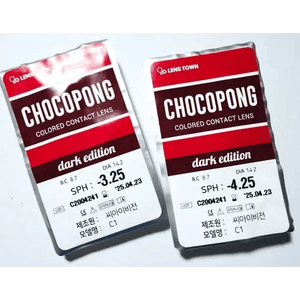 LENS TOWN
CHOCOPONG
COLORED CONTACT LENS
dark edition
B.C 8.7 DIA 14.2
SPH : -3.25
C2004241 '25.04.23
제조원 : 씨아이비전
모델명 : C1
LENS TOWN
CHOCOPONG
COLORED CONTACT LENS
dark edition
B.C 8.7 DIA 14.2
SPH : -4.25
C2004241 '25.04.23
제조원 : 씨아이비전
모델명 : C1